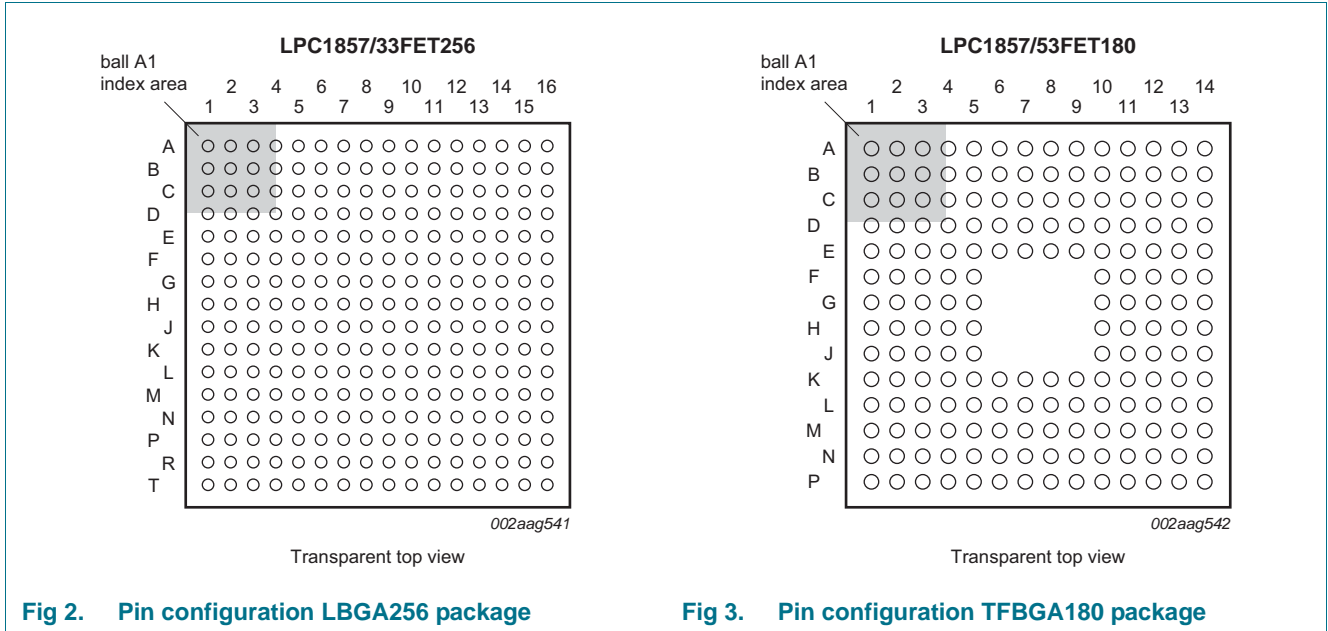 LPC1857/33FET256
ball A1
index area
2 4 6 8 10 12 14 16
1 3 5 7 9 11 13 15
A
B
C
D
E
F
G
H
J
K
L
M
N
P
R
T
002aag541
Transparent top view
Fig 2. Pin configuration LBGA256 package
LPC1857/53FET180
ball A1
index area
2 4 6 8 10 12 14
1 3 5 7 9 11 13
A
B
C
D
E
F
G
H
J
K
L
M
N
P
002aag542
Transparent top view
Fig 3. Pin configuration TFBGA180 package